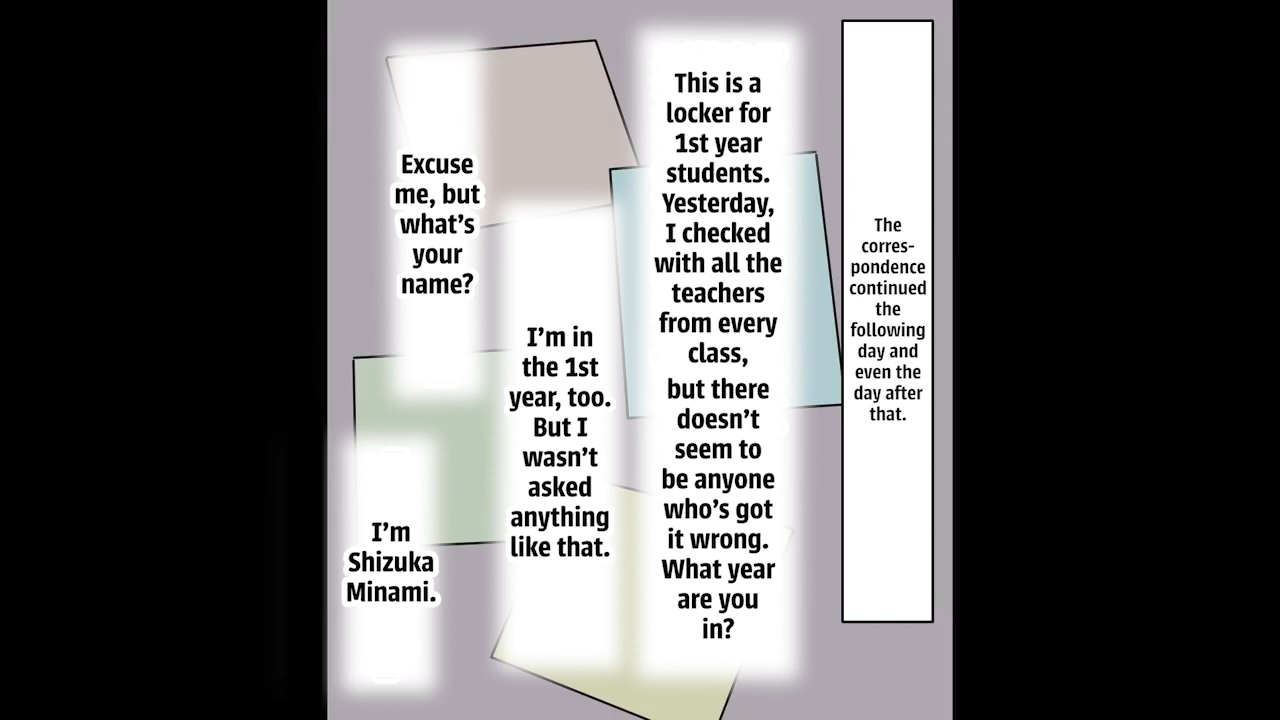 The
corres-
pondence
continued
the
following
day and
even the
day after
that.
This is a
locker for
1st year
students.
Yesterday,
I checked
with all the
teachers
from every
class,
but there
doesn't
seem to
be anyone
who's got
it wrong.
What year
are you
in?
I'm in
the 1st
year, too.
But I
wasn't
asked
anything
like that.
Excuse
me, but
what's
your
name?
I'm
Shizuka
Minami.